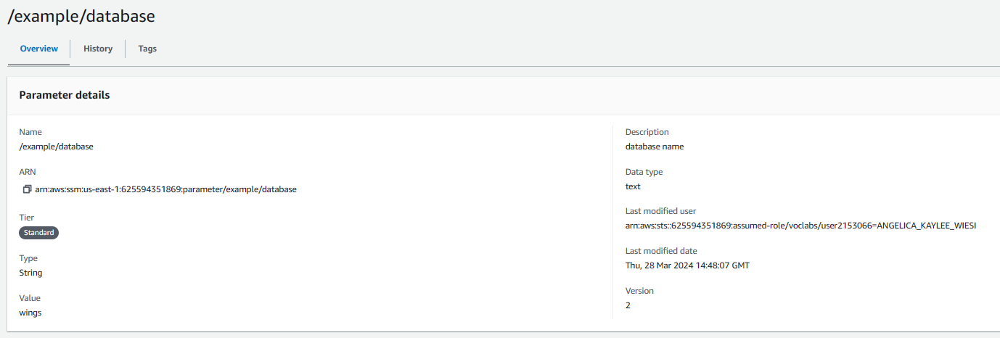 /example/database
Overview
History
Tags
Parameter details
Name
/example/database
ARN
arn:aws:ssm:us-east-1:625594351869:parameter/example/database
Tier
Standard
Type
String
Value
wings
Description
database name
Data type
text
Last modified user
arn:aws:sts::625594351869:assumed-role/voclabs/user2153066=ANGELICA_KAYLEE_WIESI
Last modified date
Thu, 28 Mar 2024 14:48:07 GMT
Version
2